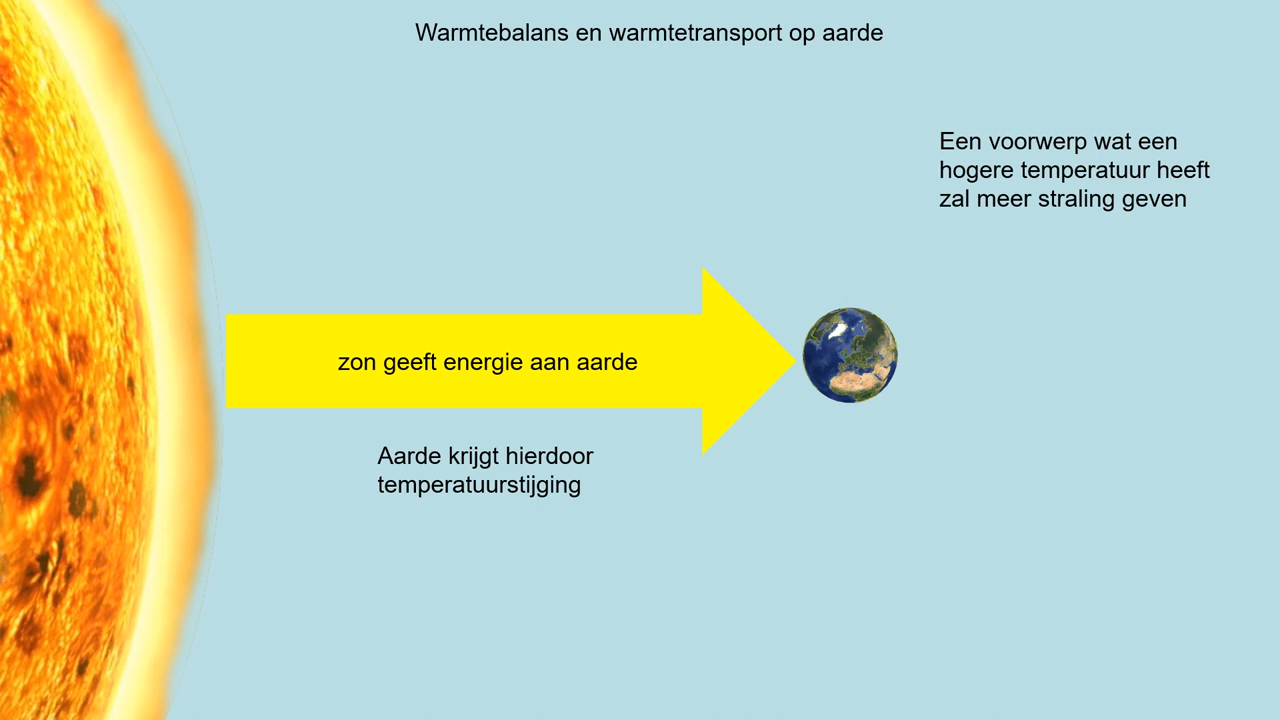 Warmtebalans en warmtetransport op aarde
Een voorwerp wat een
hogere temperatuur heeft
zal meer straling geven
zon geeft energie aan aarde
Aarde krijgt hierdoor
temperatuurstijging